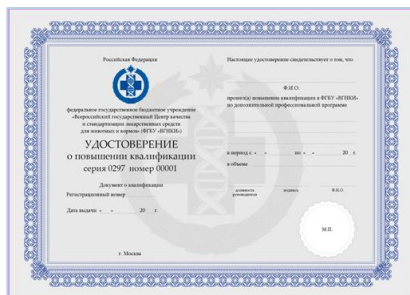 Российская Федерация
федеральное государственное бюджетное учреждение
«Всероссийский государственный Центр качества
и стандартизации лекарственных средств
для животных и кормов» (ФГБУ «ВГНКИ»)
УДОСТОВЕРЕНИЕ
о повышении квалификации
серия 0297 номер 00001
Документ о квалификации
Регистрационный номер
Дата выдачи « » 20 г.
г. Москва
Настоящее удостоверение свидетельствует о том, что
Ф.И.О.
прошел(а) повышение квалификации в ФГБУ «ВГНКИ»
по дополнительной профессиональной программе
в период с « » по « » 20 г.
в объеме
должность руководителя
подпись
Ф.И.О.
М.П.